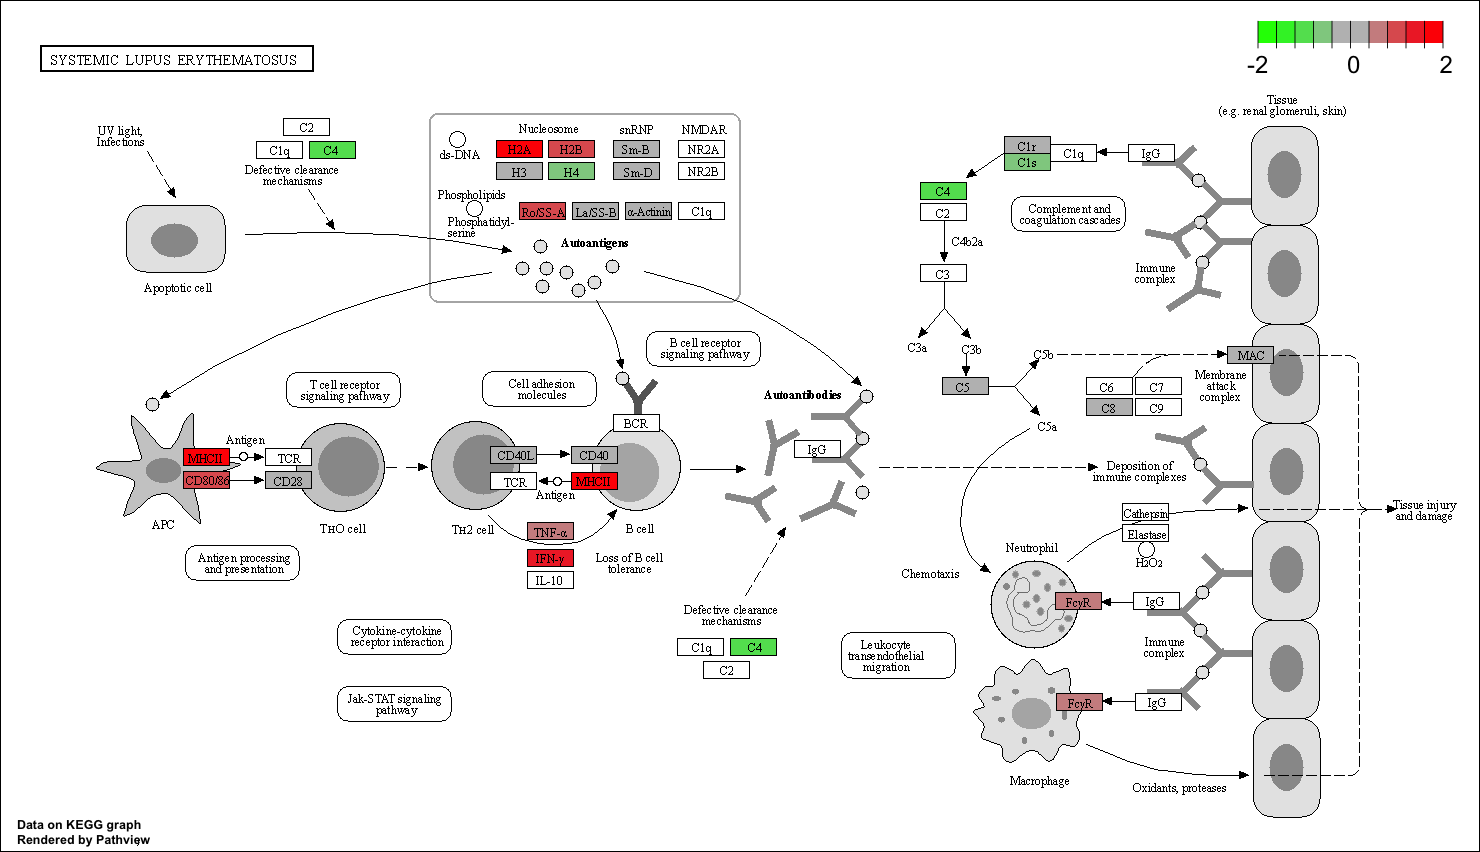 SYSTEMIC LUPUS ERYTHEMATOSUS
-2 0 2
UV light,
Infections
C2
C1q C4
Defective clearance
mechanisms
Apoptotic cell
Nucleosome snRNP NMDAR
ds-DNA
H2A H2B Sm-B NR2A
H3 H4 Sm-D NR2B
Phospholipids
Phosphatidyl-
serine
Ro/SS-A La/SS-B α-Actinin C1q
Autoantigens
Tissue
(e.g. renal glomeruli, skin)
C1r
C1s
C1q
IgG
C4
C2
C4b2a
C3
C3a C3b
C5
C5b
C5a
Complement and
coagulation cascades
Immune
complex
MAC
Membrane
attack
complex
C6 C7
C8 C9
B cell receptor
signaling pathway
T cell receptor
signaling pathway
Cell adhesion
molecules
Autoantibodies
BCR
IgG
Antigen
MHCII TCR
CD80/86 CD28
APC
TH0 cell
CD40L CD40
TCR MHCII
Antigen
TH2 cell
B cell
TNF-α
IFN-γ
IL-10
Loss of B cell
tolerance
Antigen processing
and presentation
Cytokine-cytokine
receptor interaction
Jak-STAT signaling
pathway
Defective clearance
mechanisms
C1q C4
C2
Leukocyte
transendothelial
migration
Deposition of
immune complexes
Cathepsin
Elastase
H2O2
Tissue injury
and damage
Chemotaxis
Neutrophil
FcγR IgG
Immune
complex
FcγR IgG
Macrophage
Oxidants, proteases
Data on KEGG graph
Rendered by Pathview